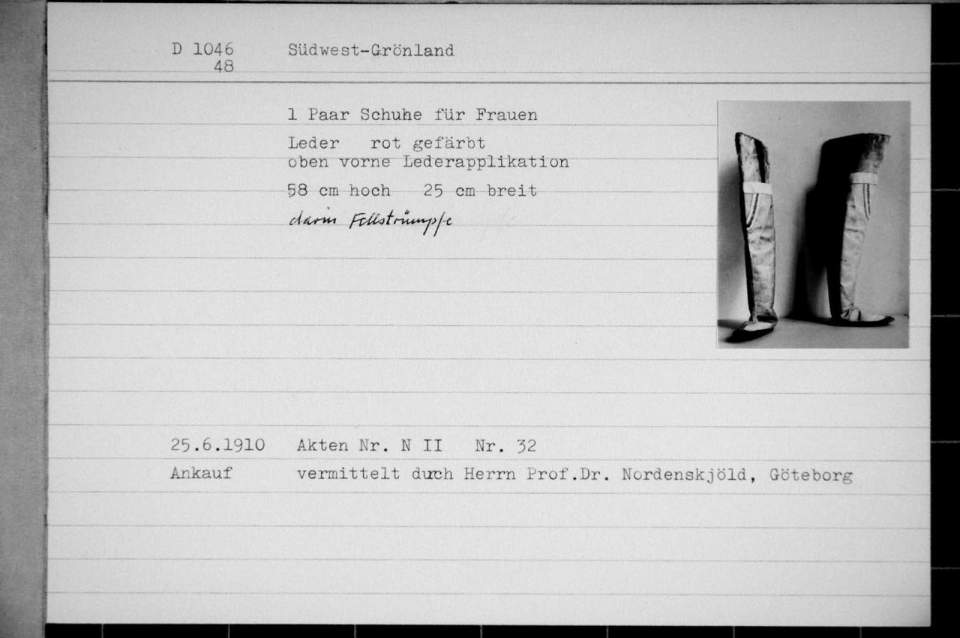 D 1046 Südwest-Grönland
48
1 Paar Schuhe für Frauen
Leder rot gefärbt
oben vorne Lederapplikation
58 cm hoch 25 cm breit
darin Fellstrümpfe
25.6.1910 Akten Nr. N II Nr. 32
Ankauf vermittelt durch Herrn Prof.Dr. Nordenskjöld, Göteborg